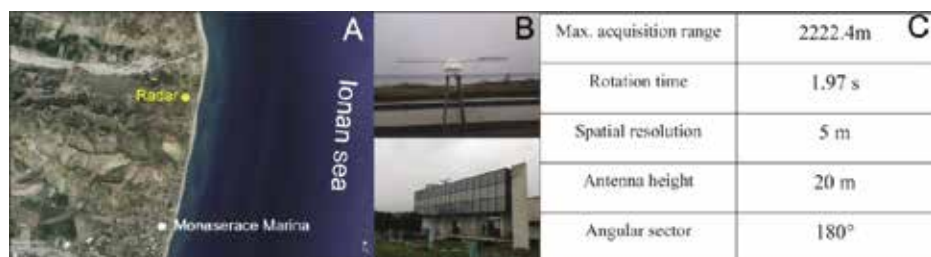 A
Radar
Ionan sea
Monaserace Marina
B
C
Max. acquisition range 2222.4m
Rotation time 1.97 s
Spatial resolution 5 m
Antenna height 20 m
Angular sector 180°